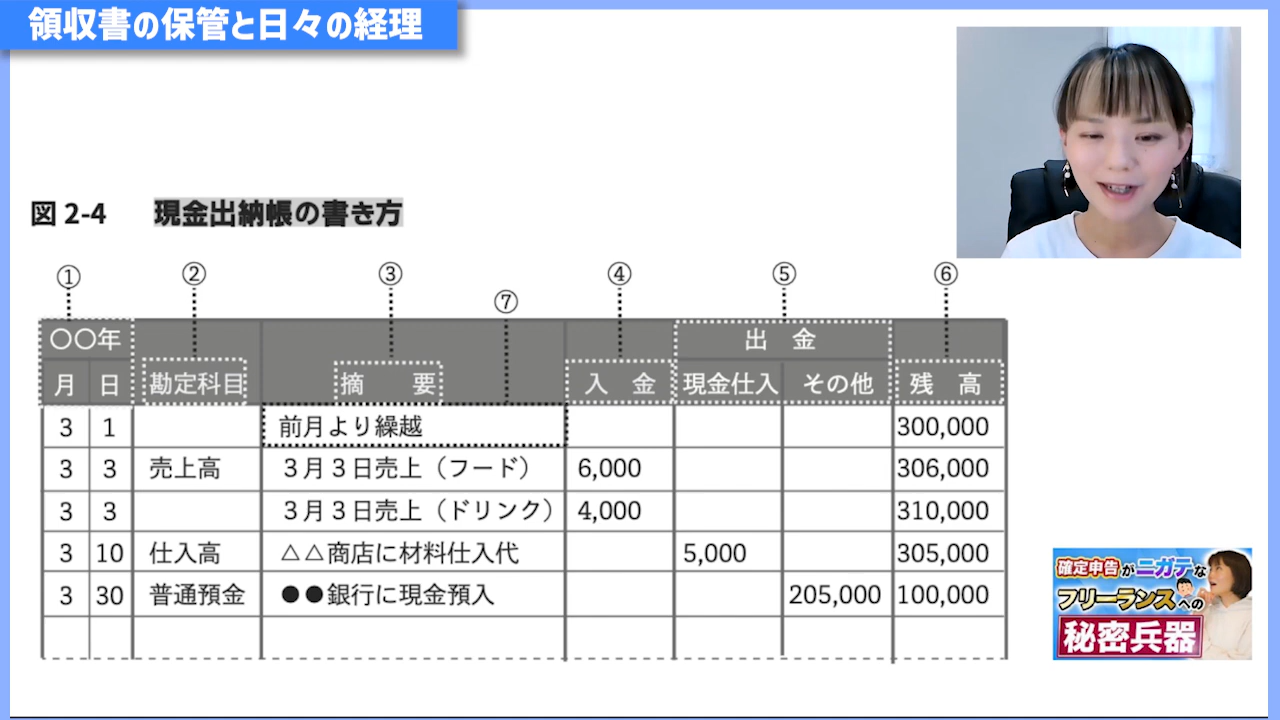 領収書の保管と日々の経理
図 2-4 現金出納帳の書き方
① ② ③ ⑦ ④ ⑤ ⑥
〇〇年 出 金
月 日 勘定科目 摘 要 入 金 現金仕入 その他 残 高
3 1 前月より繰越 300,000
3 3 売上高 ３月３日売上（フード） 6,000 306,000
3 3 ３月３日売上（ドリンク） 4,000 310,000
3 10 仕入高 △△商店に材料仕入代 5,000 305,000
3 30 普通預金 ●●銀行に現金預入 205,000 100,000
確定申告がニガテな
フリーランスへの
秘密兵器